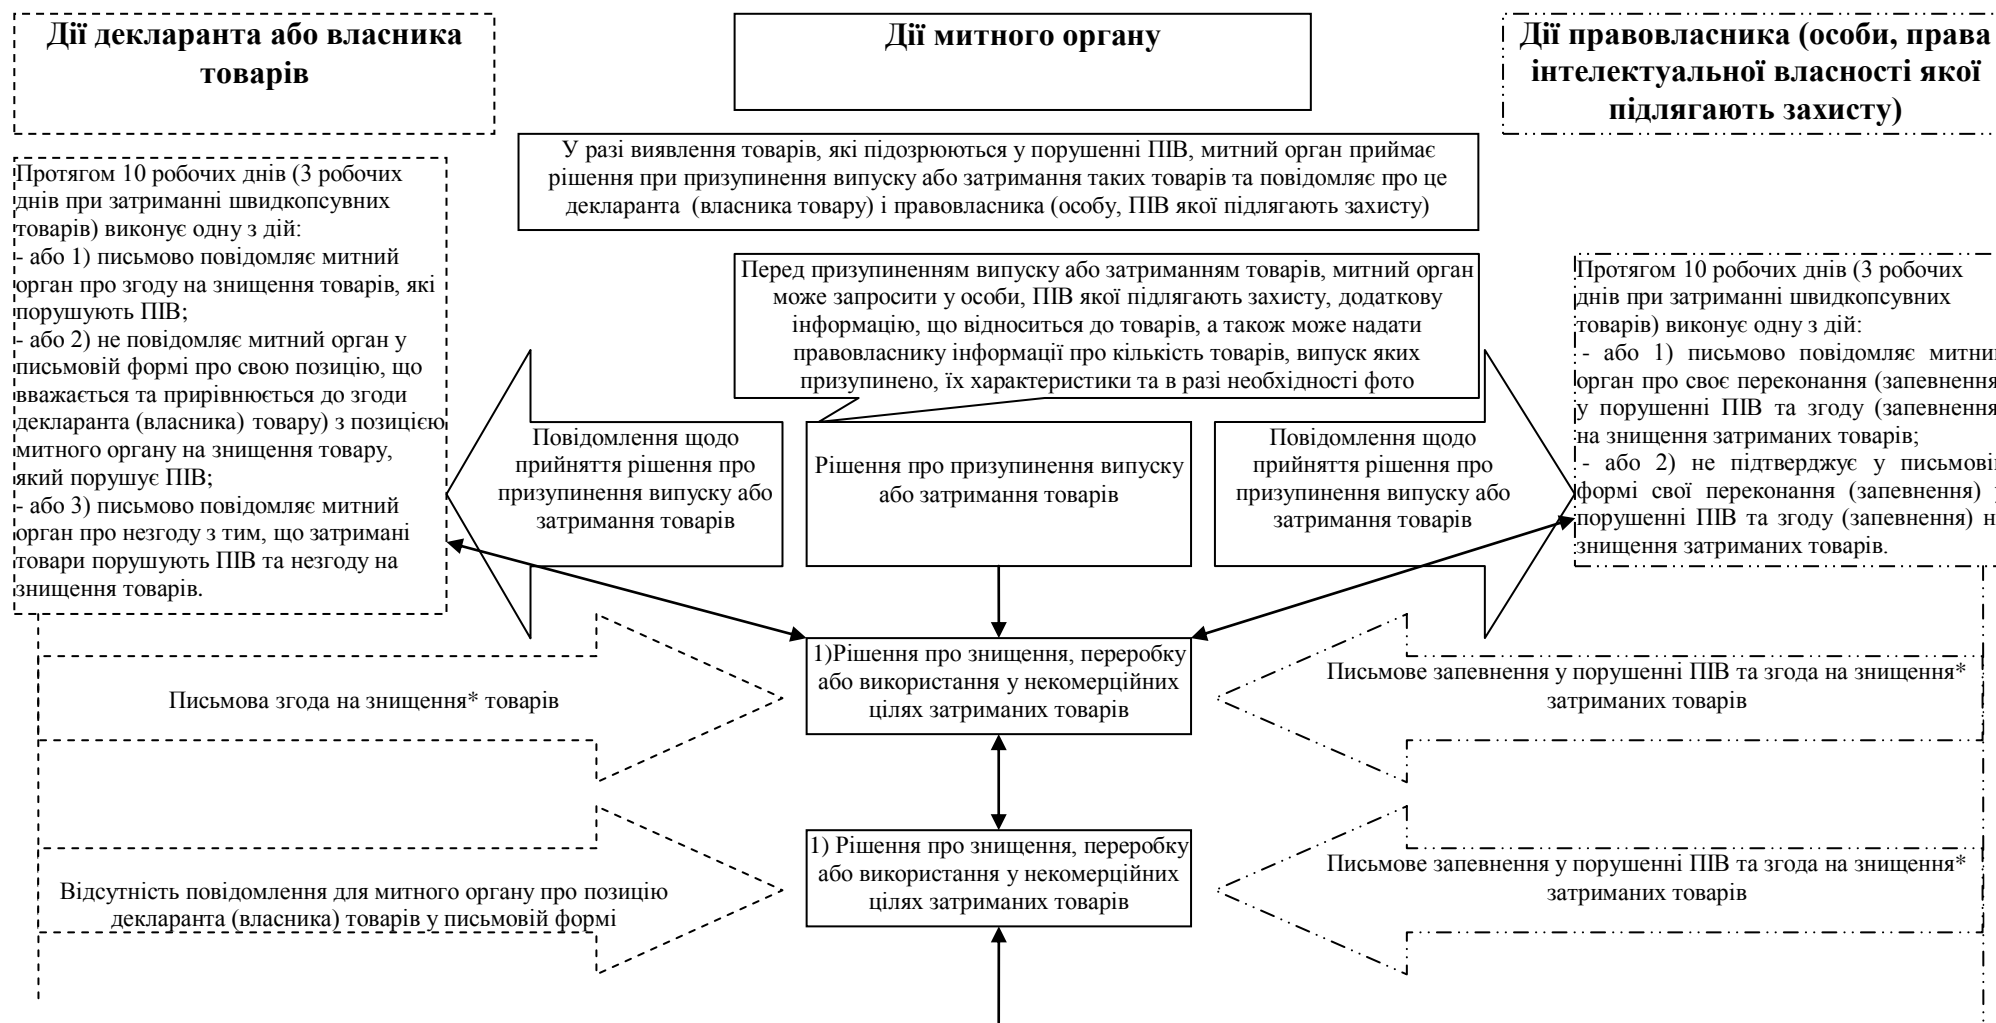 Дії декларанта або власника
товарів
Дії митного органу
Дії правовласника (особи, права
інтелектуальної власності якої
підлягають захисту)
У разі виявлення товарів, які підозрюються у порушенні ПІВ, митний орган приймає
рішення при призупинення випуску або затримання таких товарів та повідомляє про це
декларанта (власника товару) і правовласника (особу, ПІВ якої підлягають захисту)
Протягом 10 робочих днів (3 робочих
днів при затриманні швидкопсувних
товарів) виконує одну з дій:
- або 1) письмово повідомляє митний
орган про згоду на знищення товарів, які
порушують ПІВ;
- або 2) не повідомляє митний орган у
письмовій формі про свою позицію, що
вважається та прирівнюється до згоди
декларанта (власника) товару) з позицією
митного органу на знищення товару,
який порушує ПІВ;
- або 3) письмово повідомляє митний
орган про незгоду з тим, що затримані
товари порушують ПІВ та незгоду на
знищення товарів.
Перед призупиненням випуску або затриманням товарів, митний орган
може запросити у особи, ПІВ якої підлягають захисту, додаткову
інформацію, що відноситься до товарів, а також може надати
правовласнику інформації про кількість товарів, випуск яких
призупинено, їх характеристики та в разі необхідності фото
Протягом 10 робочих днів (3 робочих
днів при затриманні швидкопсувних
товарів) виконує одну з дій:
- або 1) письмово повідомляє
орган про своє переконання (запевнення
у порушенні ПІВ та згоду (запевнення
на знищення затриманих товарів;
- або 2) не підтверджує у
формі свої переконання (запевнення)
порушенні ПІВ та згоду (запевнення)
знищення затриманих товарів.
Повідомлення щодо
прийняття рішення про
призупинення випуску або
затримання товарів
Рішення про призупинення випуску
або затримання товарів
Повідомлення щодо
прийняття рішення про
призупинення випуску або
затримання товарів
Письмова згода на знищення* товарів
1)Рішення про знищення, переробку
або використання у некомерційних
цілях затриманих товарів
Письмове запевнення у порушенні ПІВ та згода на знищення*
затриманих товарів
Відсутність повідомлення для митного органу про позицію
декларанта (власника) товарів у письмовій формі
1) Рішення про знищення, переробку
або використання у некомерційних
цілях затриманих товарів
Письмове запевнення у порушенні ПІВ та згода на знищення*
затриманих товарів